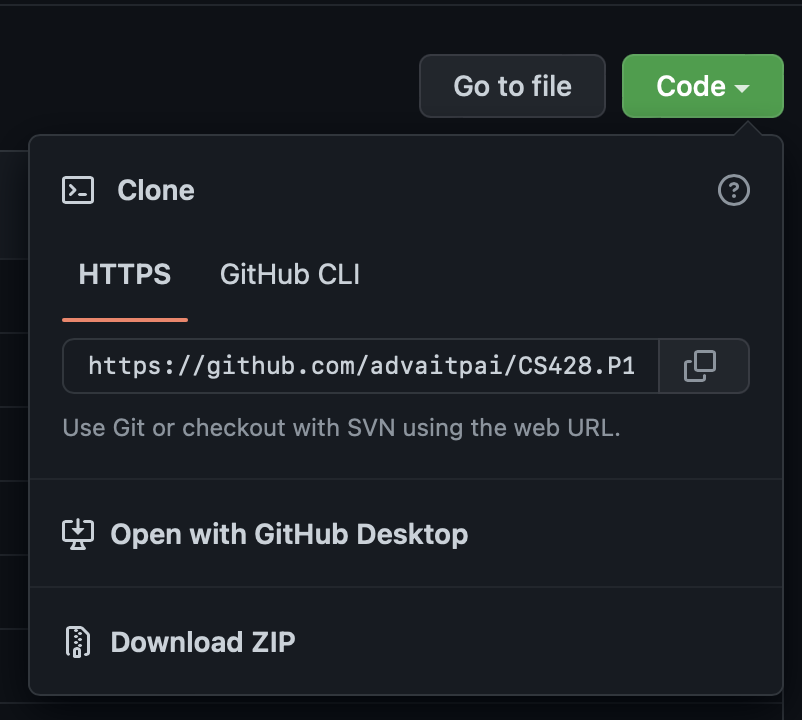 Go to file
Code
Clone
HTTPS
GitHub CLI
https://github.com/advaitpai/CS428.P1
Use Git or checkout with SVN using the web URL.
Open with GitHub Desktop
Download ZIP